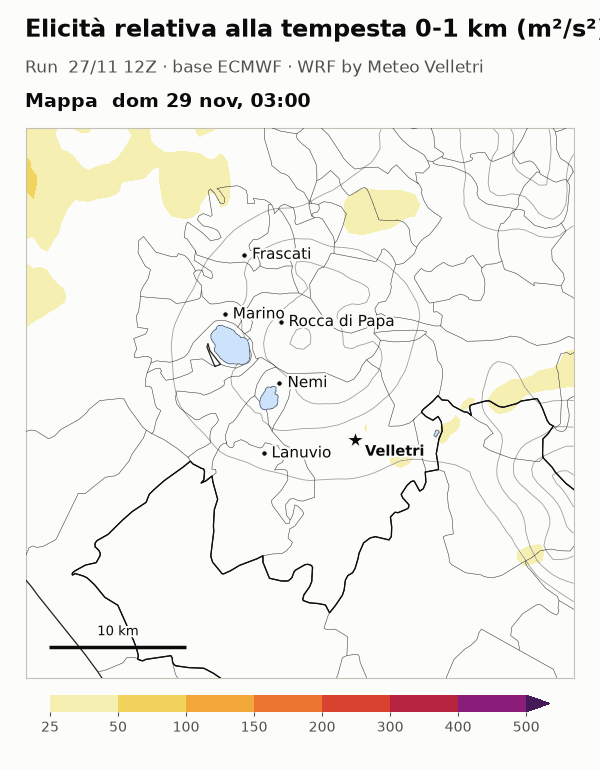 Elicità relativa alla tempesta 0-1 km (m²/s²)
Run 27/11 12Z · base ECMWF · WRF by Meteo Velletri
Mappa dom 29 nov, 03:00
Frascati
Marino
Rocca di Papa
Nemi
Velletri
Lanuvio
10 km
25 50 100 150 200 300 400 500